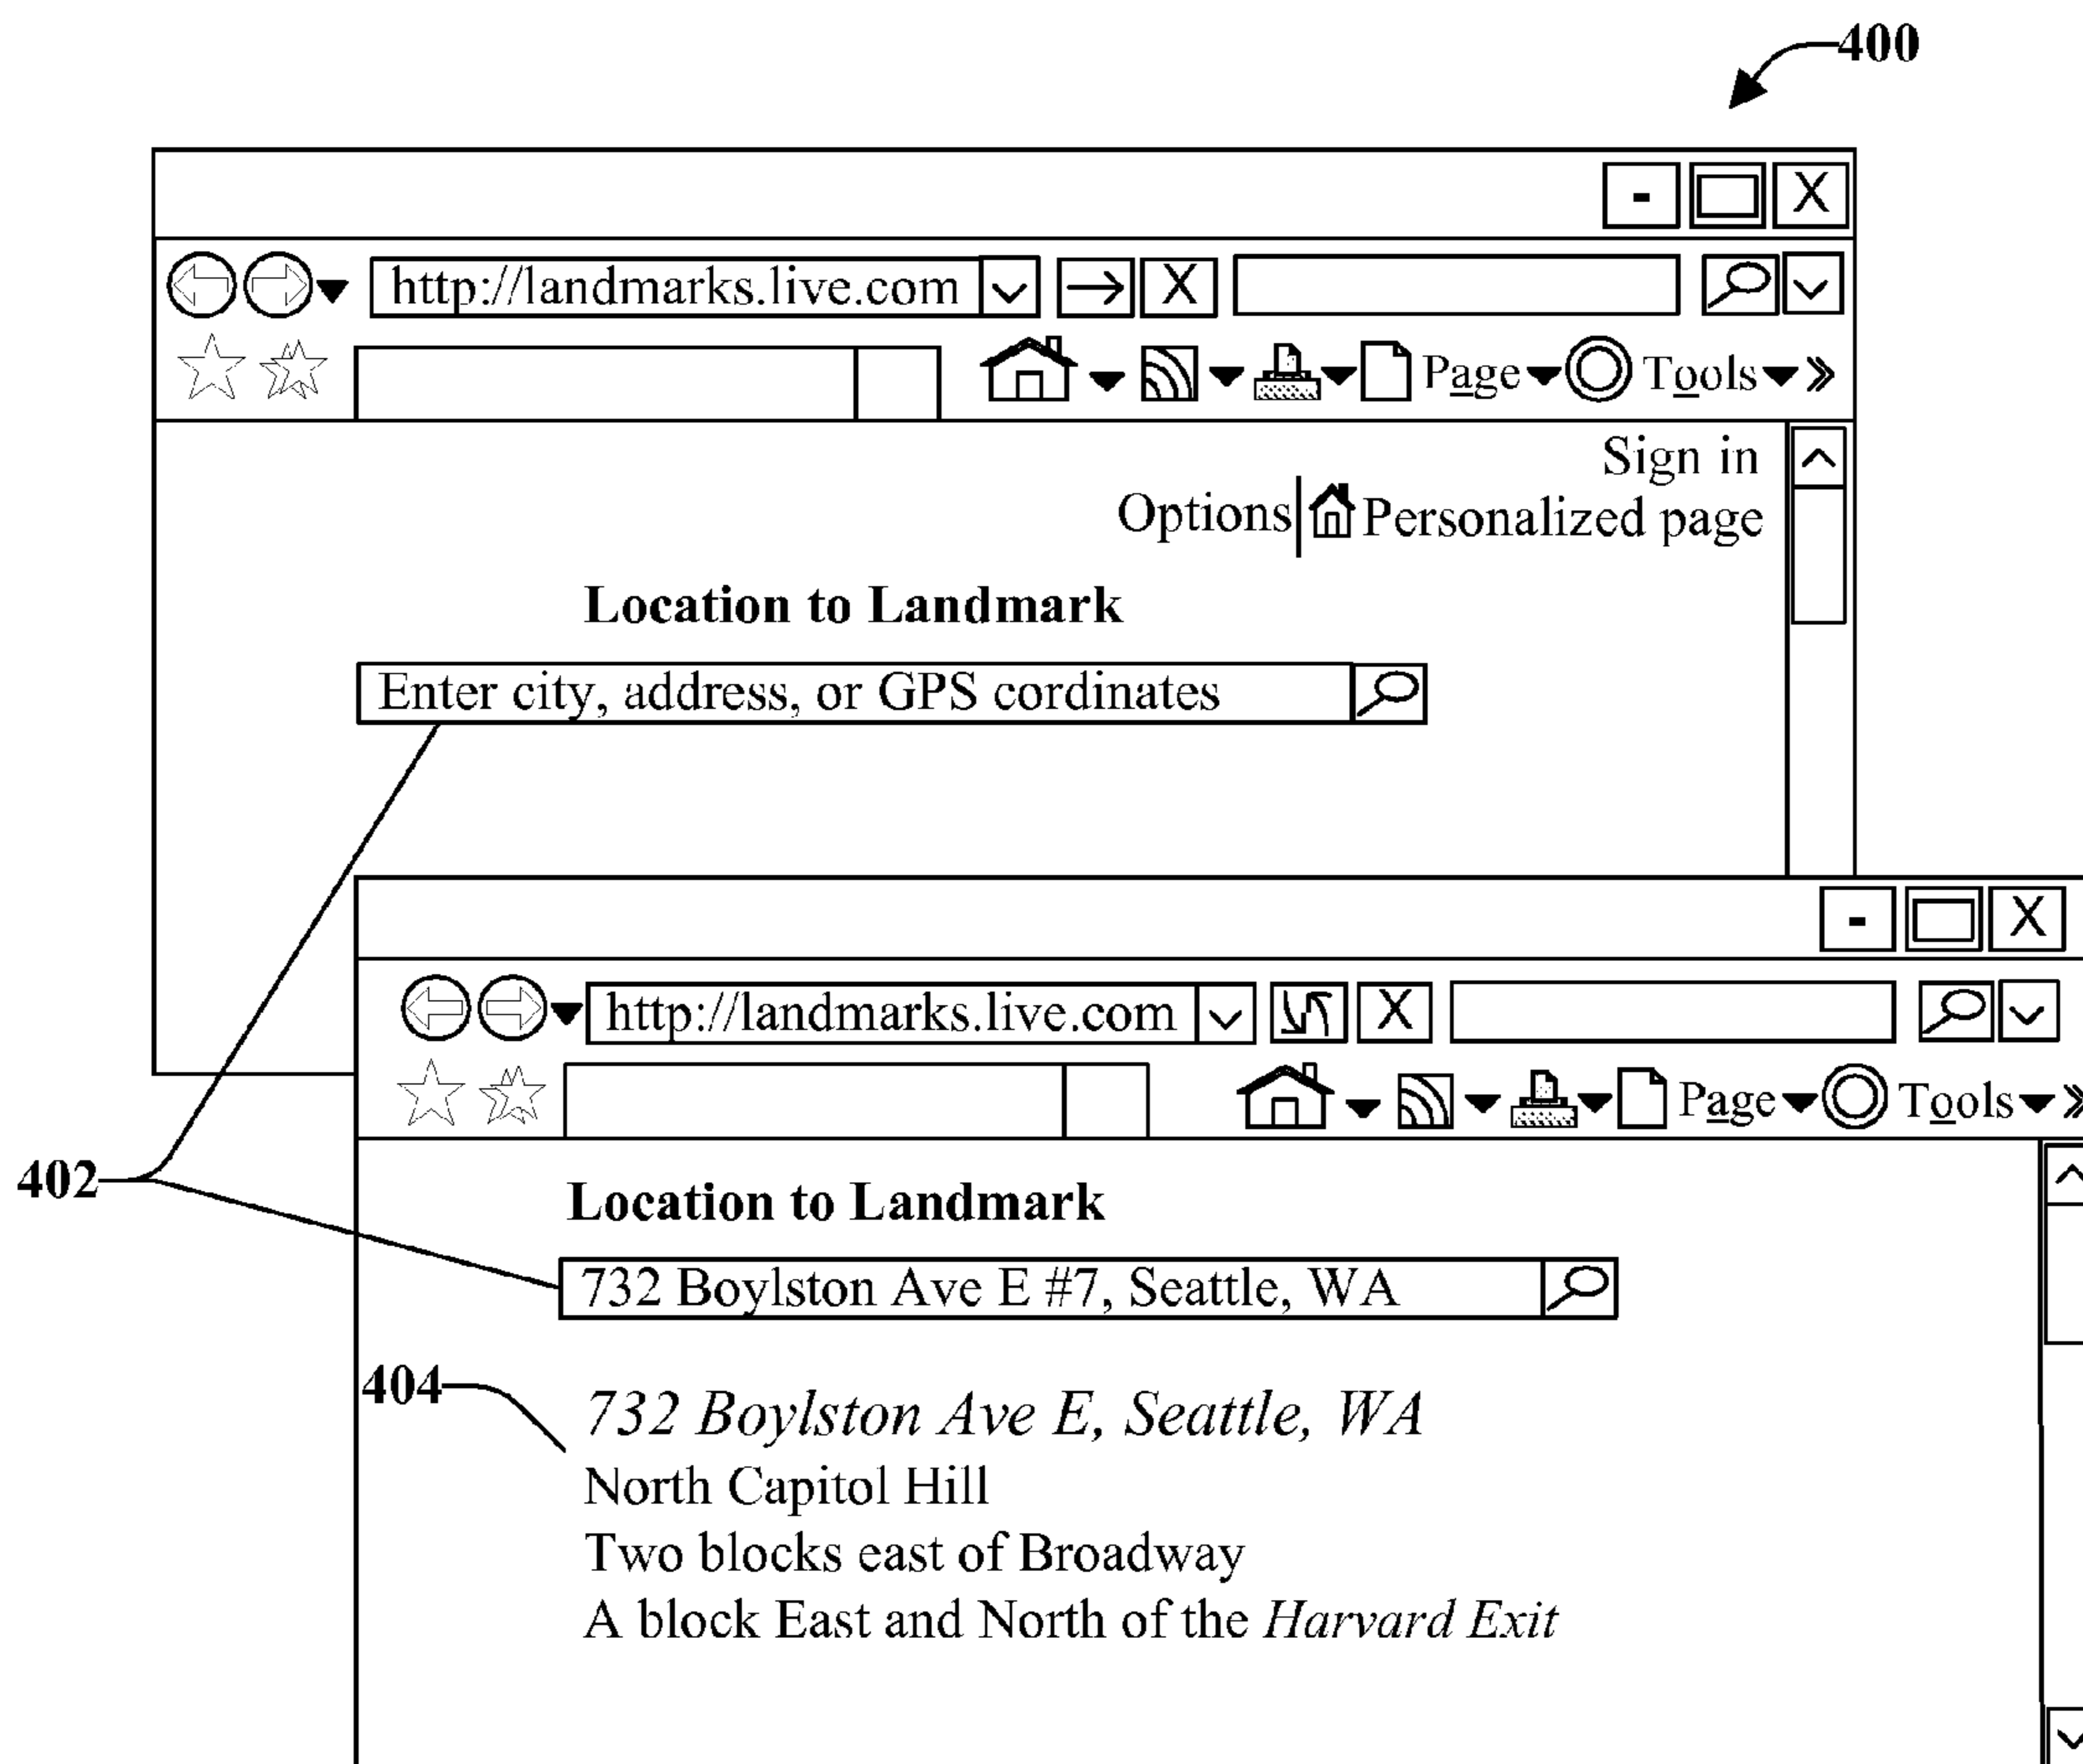 400
- X
http://landmarks.live.com X
Page Tools »
Sign in
Options Personalized page
Location to Landmark
Enter city, address, or GPS cordinates
- X
http://landmarks.live.com X
Page Tools »
402
Location to Landmark
732 Boylston Ave E #7, Seattle, WA
404
732 Boylston Ave E, Seattle, WA
North Capitol Hill
Two blocks east of Broadway
A block East and North of the Harvard Exit